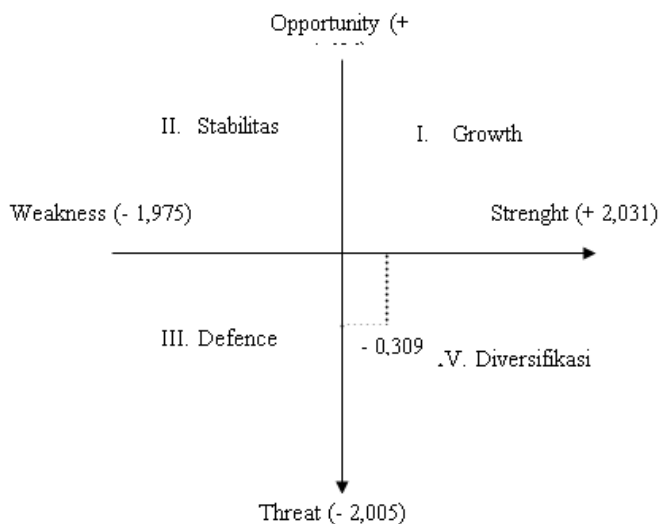 Opportunity (+
II. Stabilitas
I. Growth
Weakness (- 1,975)
Strenght (+ 2,031)
III. Defence
- 0,309
.V. Diversifikasi
Threat (- 2,005)